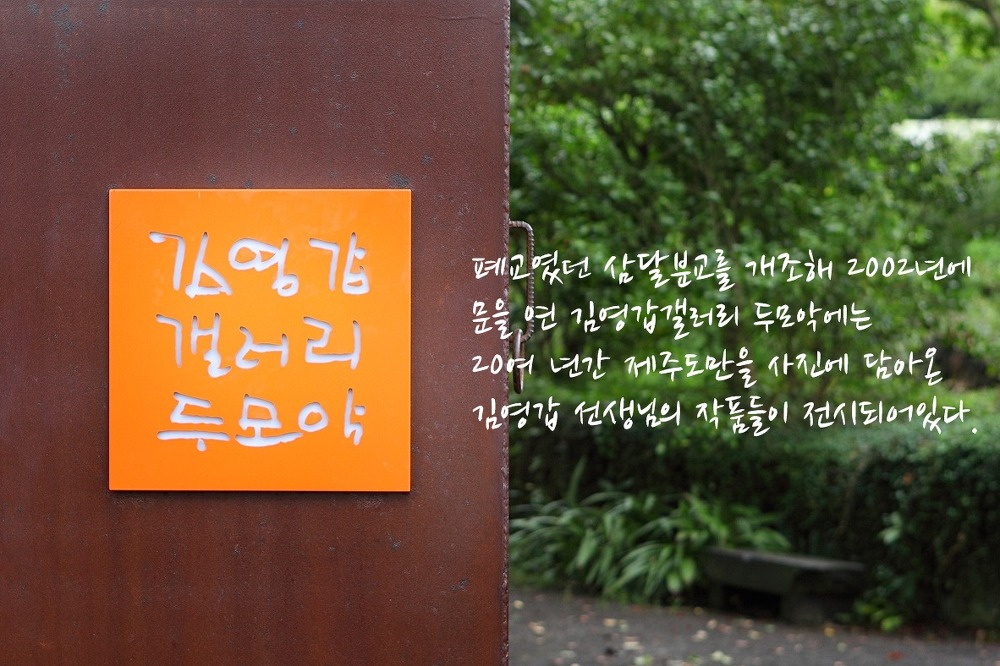 김영갑
갤러리
두모악
폐교였던 삼달분교를 개조해 2002년에
문을 연 김영갑갤러리 두모악에는
20여 년간 제주도만을 사진에 담아온
김영갑 선생님의 작품들이 전시되어있다.